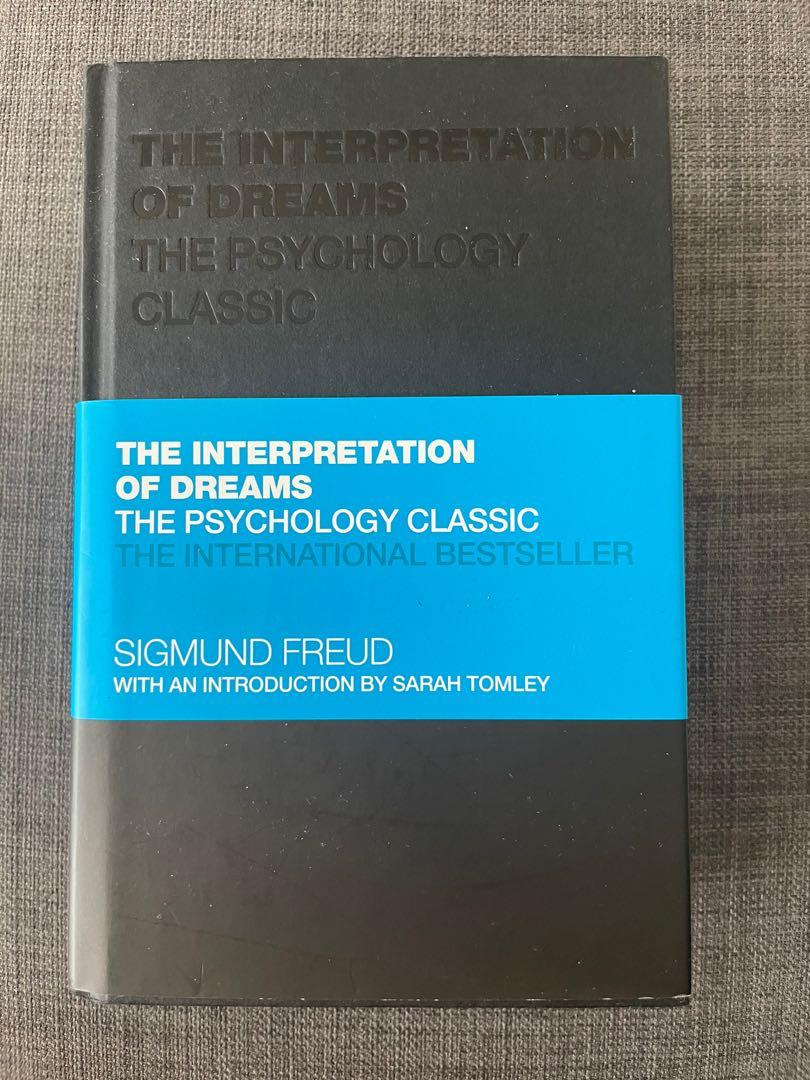 THE INTERPRETATION
OF DREAMS
THE PSYCHOLOGY
CLASSIC
THE INTERPRETATION
OF DREAMS
THE PSYCHOLOGY CLASSIC
THE INTERNATIONAL BESTSELLER
SIGMUND FREUD
WITH AN INTRODUCTION BY SARAH TOMLEY